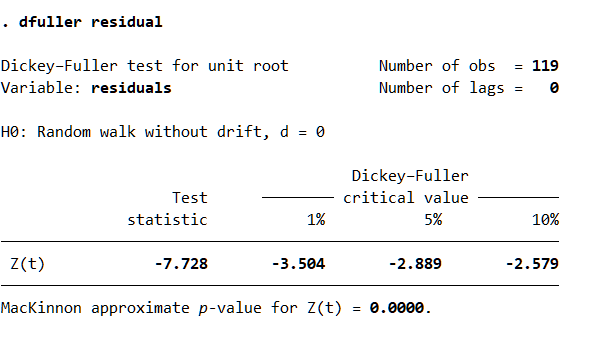 . dfuller residual
Dickey–Fuller test for unit root Number of obs = 119
Variable: residuals Number of lags = 0
H0: Random walk without drift, d = 0
Dickey–Fuller
Test critical value
statistic 1% 5% 10%
Z(t) -7.728 -3.504 -2.889 -2.579
MacKinnon approximate p-value for Z(t) = 0.0000.